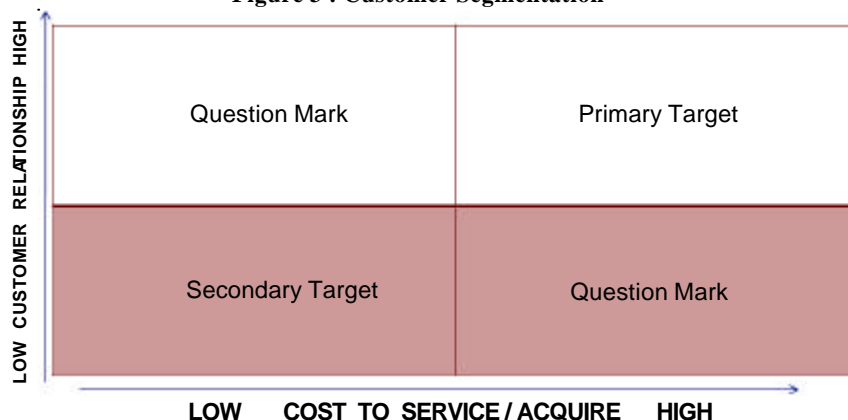 Figure 3 : Customer Segmentation
LOW CUSTOMER RELATIONSHIP HIGH
Question Mark
Primary Target
Secondary Target
Question Mark
LOW COST TO SERVICE / ACQUIRE HIGH